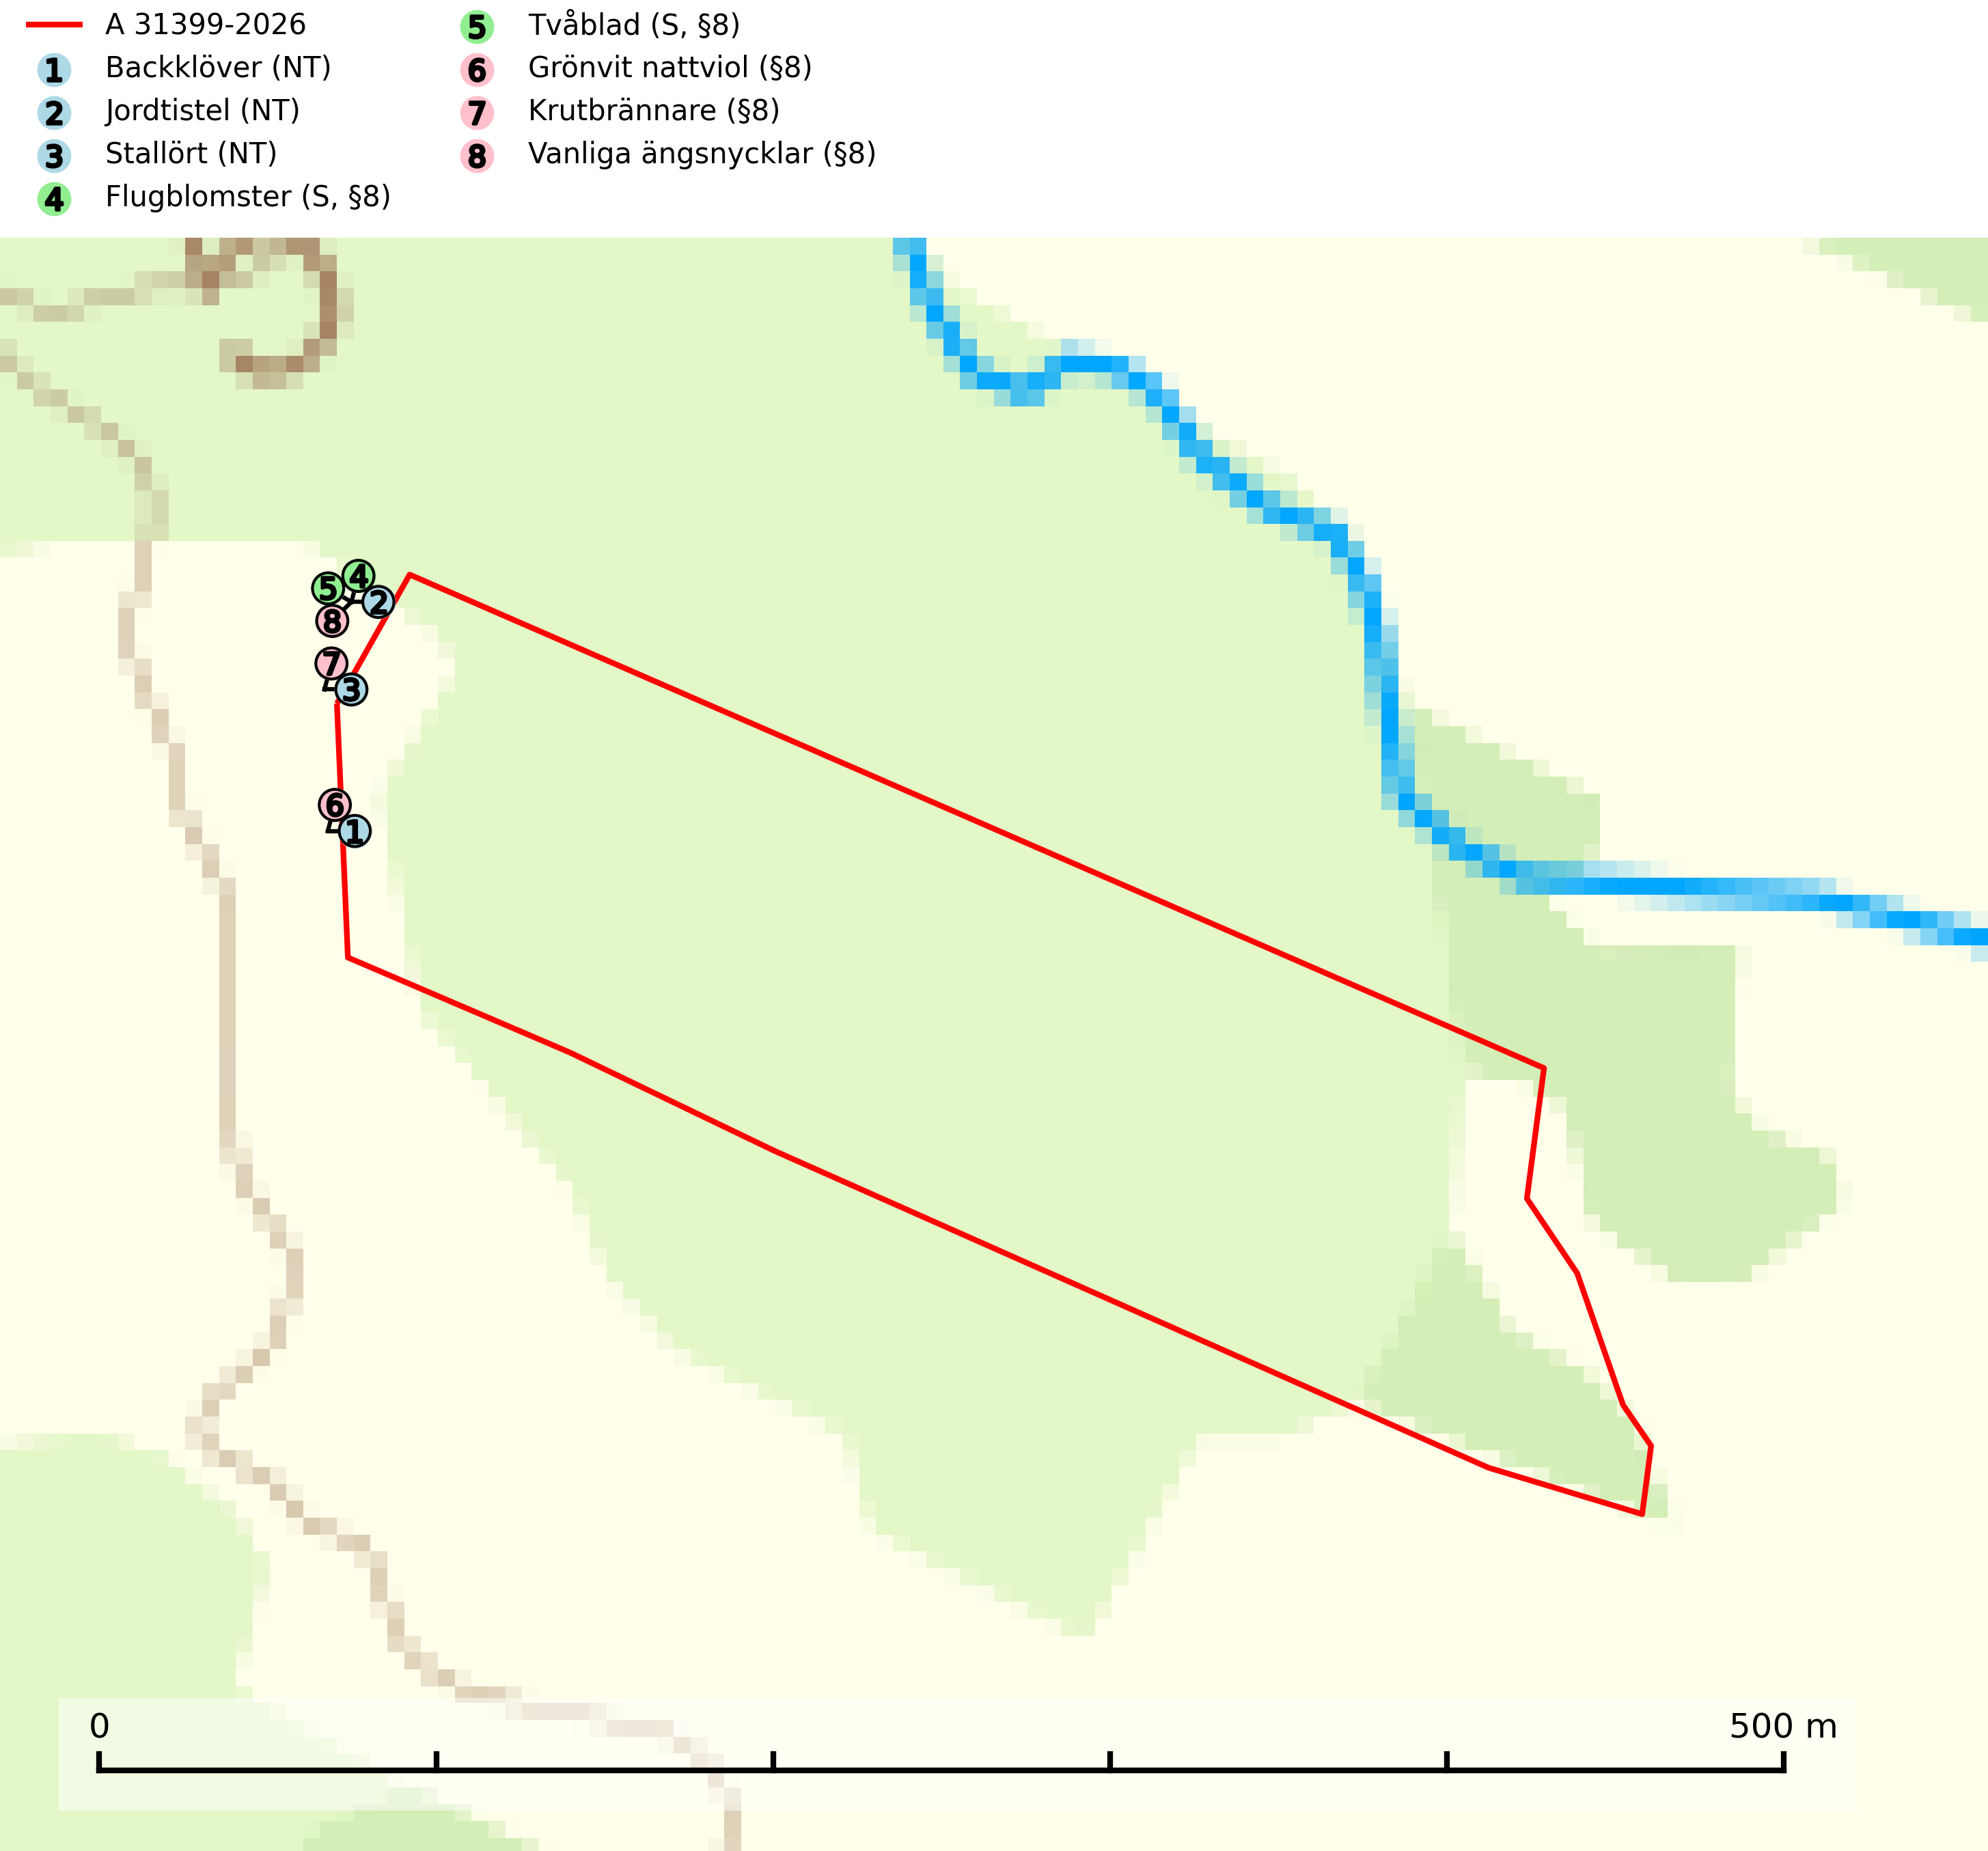 A 31399-2026
1 Backklöver (NT)
2 Jordtistel (NT)
3 Stallört (NT)
4 Flugblomster (S, §8)
5 Tvåblad (S, §8)
6 Grönvit nattviol (§8)
7 Krutbrännare (§8)
8 Vanliga ängsnycklar (§8)
4
5
2
8
7
3
6
1
0
500 m